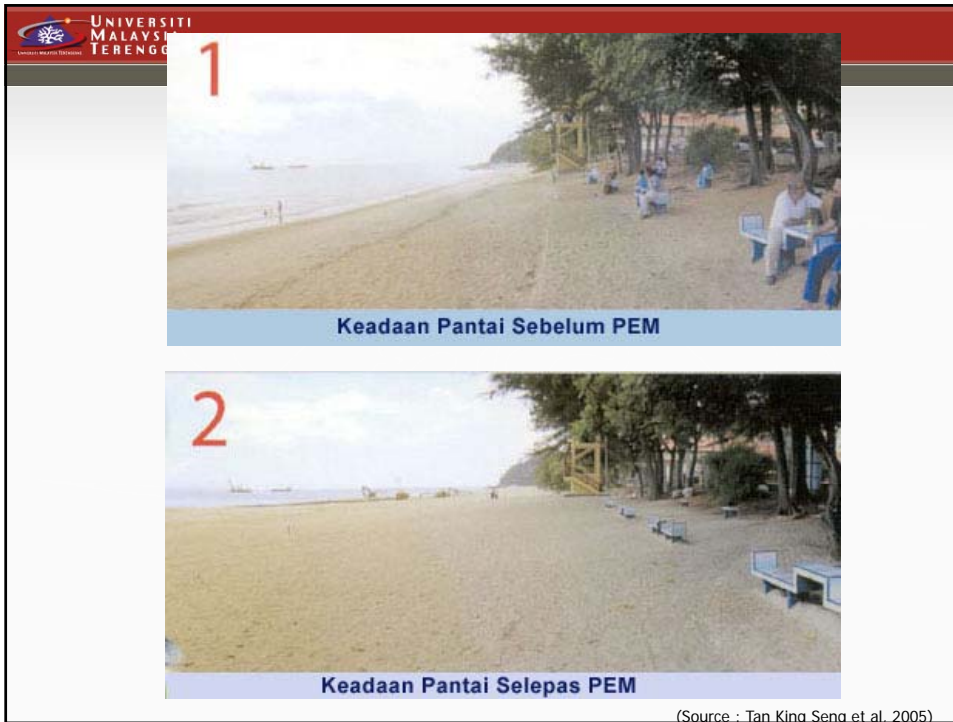 UNIVERSITI
MALAYSIA
TERENGG
1
Keadaan Pantai Sebelum PEM
2
Keadaan Pantai Selepas PEM
(Source : Tan King Seng et al. 2005)